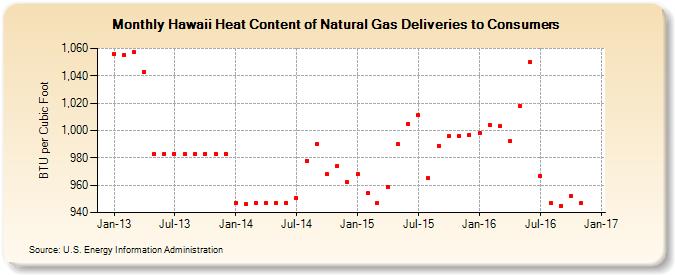 Monthly Hawaii Heat Content of Natural Gas Deliveries to Consumers
BTU per Cubic Foot
1,060
1,040
1,020
1,000
980
960
940
Jan-13 Jul-13 Jan-14 Jul-14 Jan-15 Jul-15 Jan-16 Jul-16 Jan-17
Source: U.S. Energy Information Administration